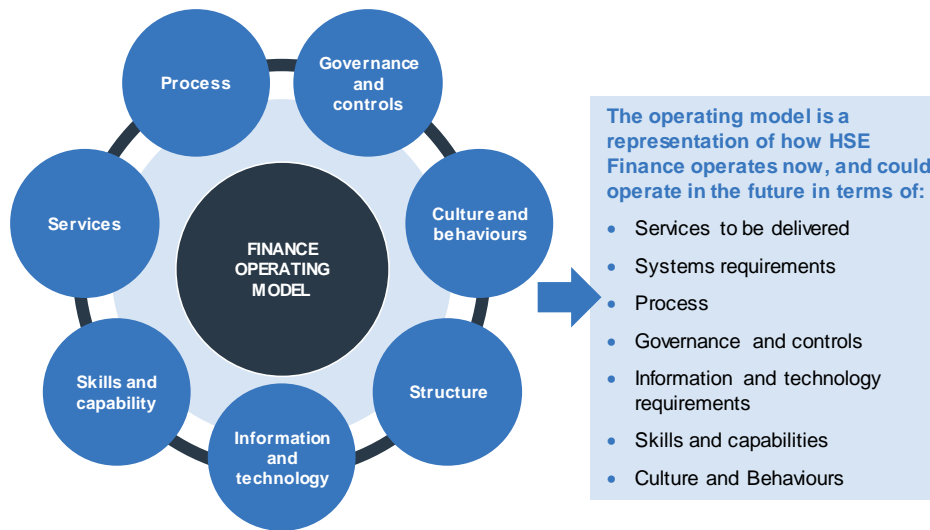 Process
Governance
and
controls
Services
Culture and
behaviours
FINANCE
OPERATING
MODEL
Skills and
capability
Structure
Information
and
technology
The operating model is a
representation of how HSE
Finance operates now, and could
operate in the future in terms of:
• Services to be delivered
• Systems requirements
• Process
• Governance and controls
• Information and technology
requirements
• Skills and capabilities
• Culture and Behaviours